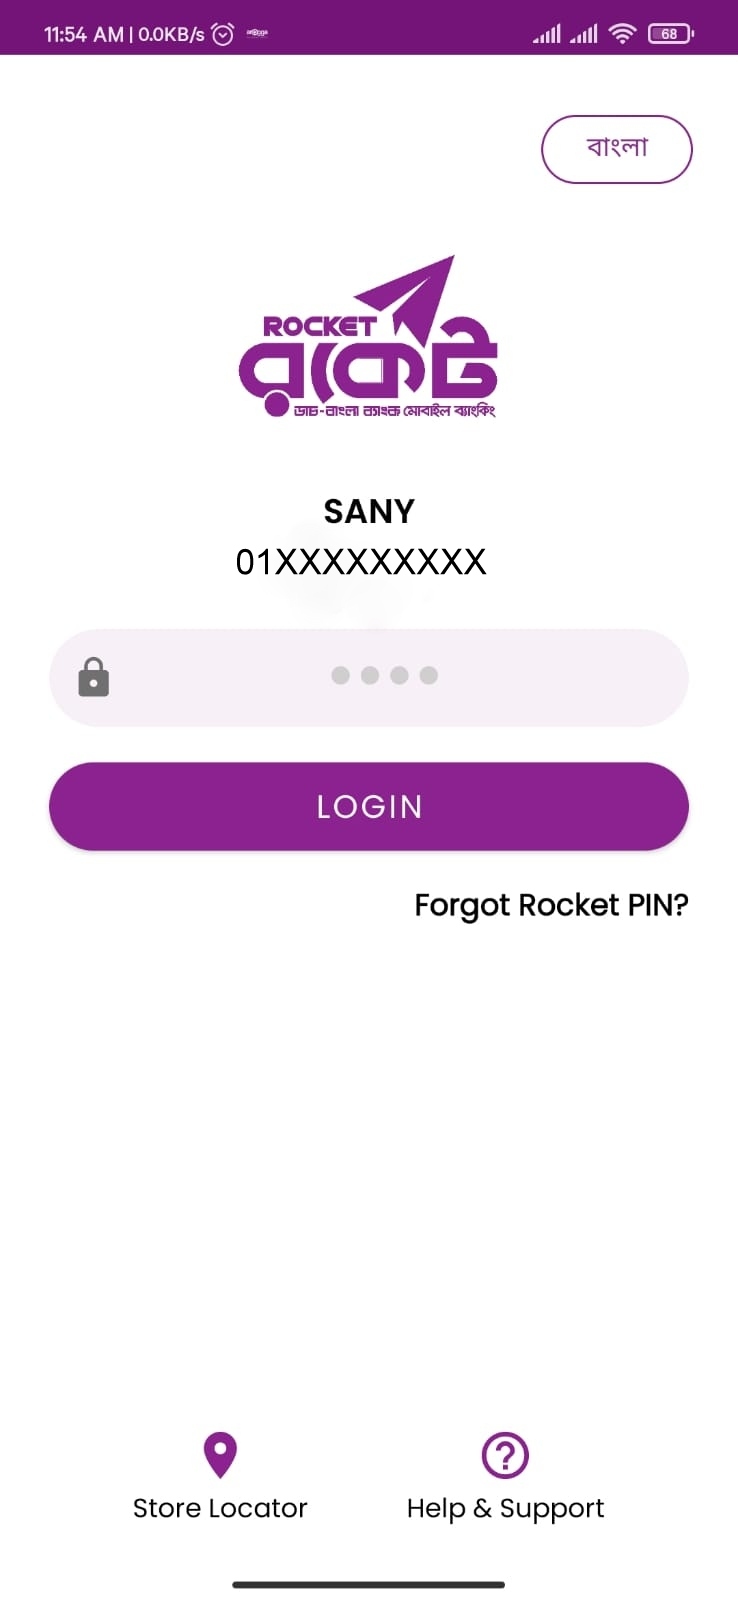 11:54 AM | 0.0KB/s
68
বাংলা
ROCKET
রকেট
ডাচ-বাংলা ব্যাংক মোবাইল ব্যাংকিং
SANY
01XXXXXXXXX
LOGIN
Forgot Rocket PIN?
Store Locator
Help & Support